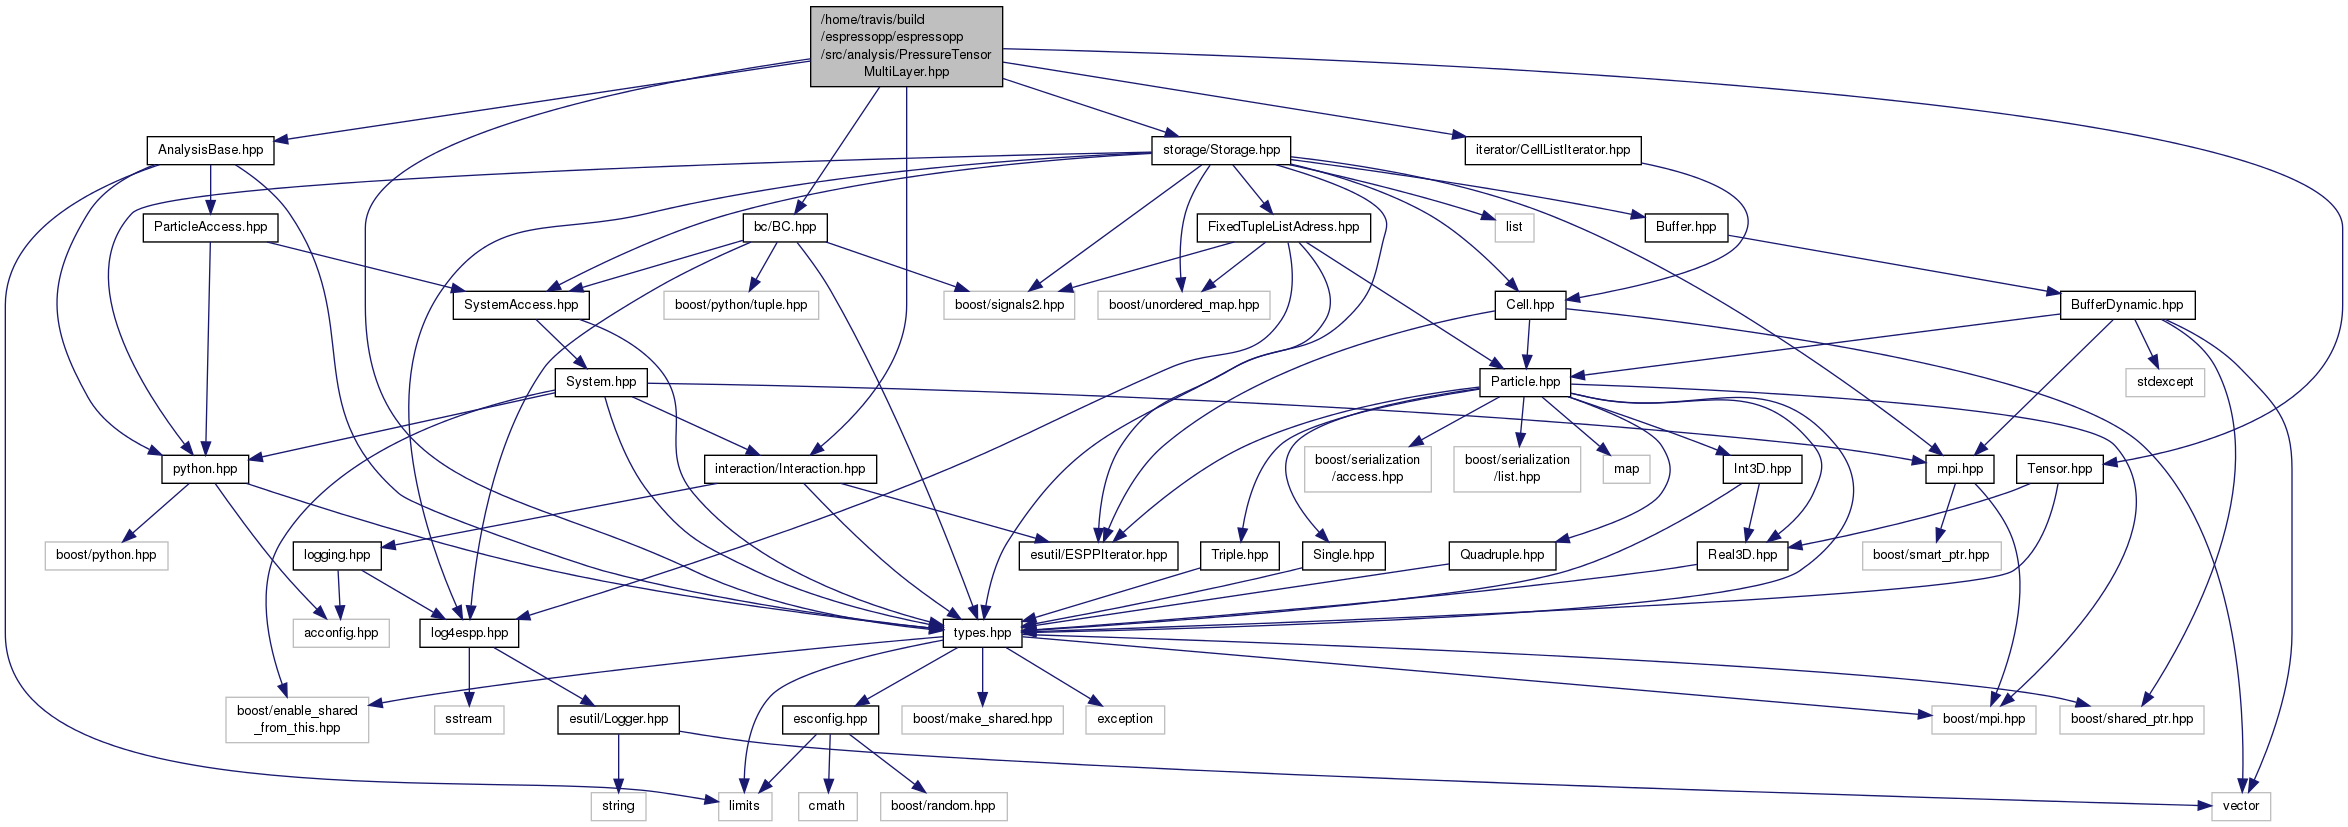 /home/travis/build
/espressopp/espressopp
/src/analysis/PressureTensor
MultiLayer.hpp
AnalysisBase.hpp
storage/Storage.hpp
iterator/CellListIterator.hpp
ParticleAccess.hpp
bc/BC.hpp
FixedTupleListAdress.hpp
list
Buffer.hpp
SystemAccess.hpp
boost/python/tuple.hpp
boost/signals2.hpp
boost/unordered_map.hpp
Cell.hpp
BufferDynamic.hpp
System.hpp
Particle.hpp
stdexcept
python.hpp
interaction/Interaction.hpp
boost/serialization
/access.hpp
boost/serialization
/list.hpp
map
Int3D.hpp
mpi.hpp
Tensor.hpp
boost/python.hpp
logging.hpp
esutil/ESPPIterator.hpp
Triple.hpp
Single.hpp
Quadruple.hpp
Real3D.hpp
boost/smart_ptr.hpp
acconfig.hpp
log4espp.hpp
types.hpp
boost/enable_shared
_from_this.hpp
sstream
esutil/Logger.hpp
esconfig.hpp
boost/make_shared.hpp
exception
boost/mpi.hpp
boost/shared_ptr.hpp
string
limits
cmath
boost/random.hpp
vector